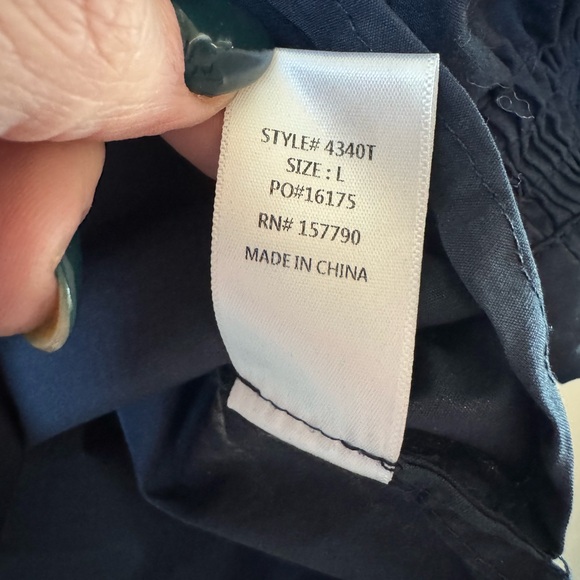 STYLE# 4340T
SIZE : L
PO#16175
RN# 157790
MADE IN CHINA